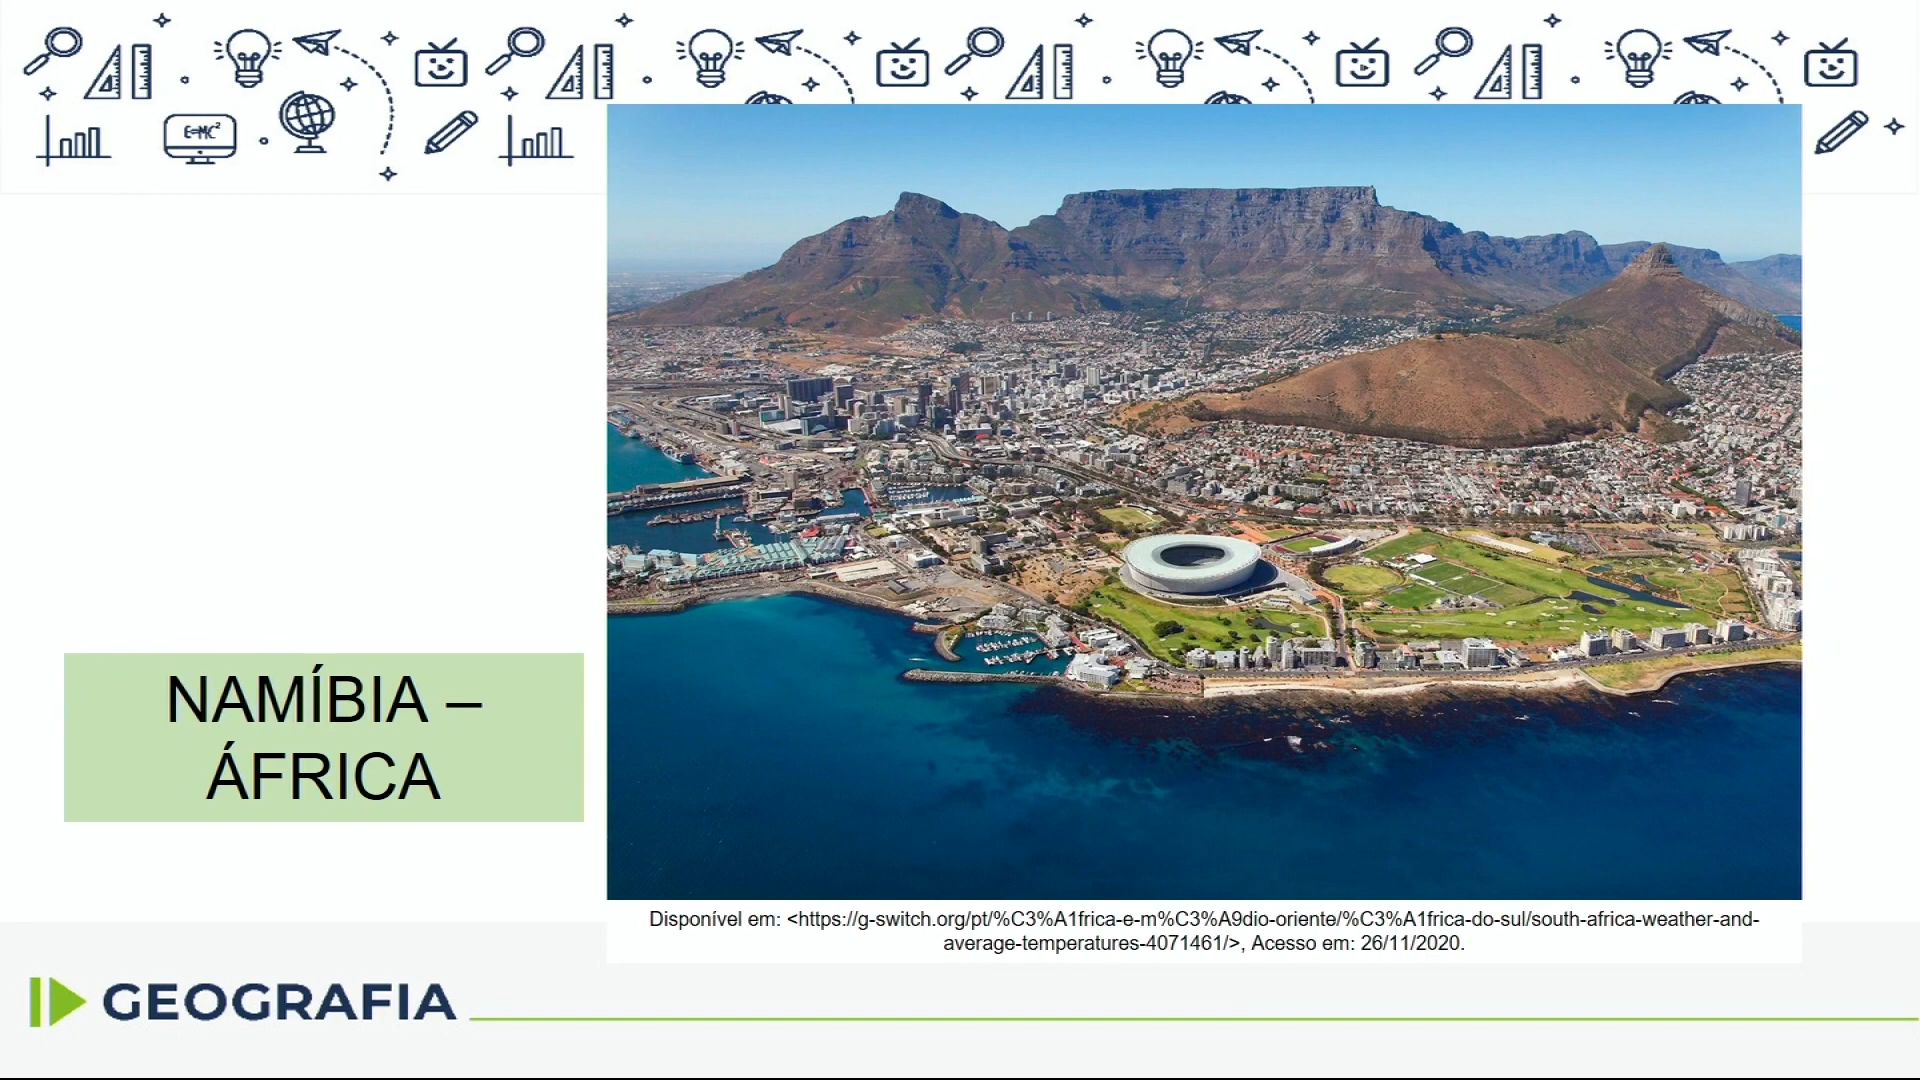 E=MC²
NAMÍBIA –
ÁFRICA
Disponível em: <https://g-switch.org/pt/%C3%A1frica-e-m%C3%A9dio-oriente/%C3%A1frica-do-sul/south-africa-weather-and-
average-temperatures-4071461/>, Acesso em: 26/11/2020.
GEOGRAFIA